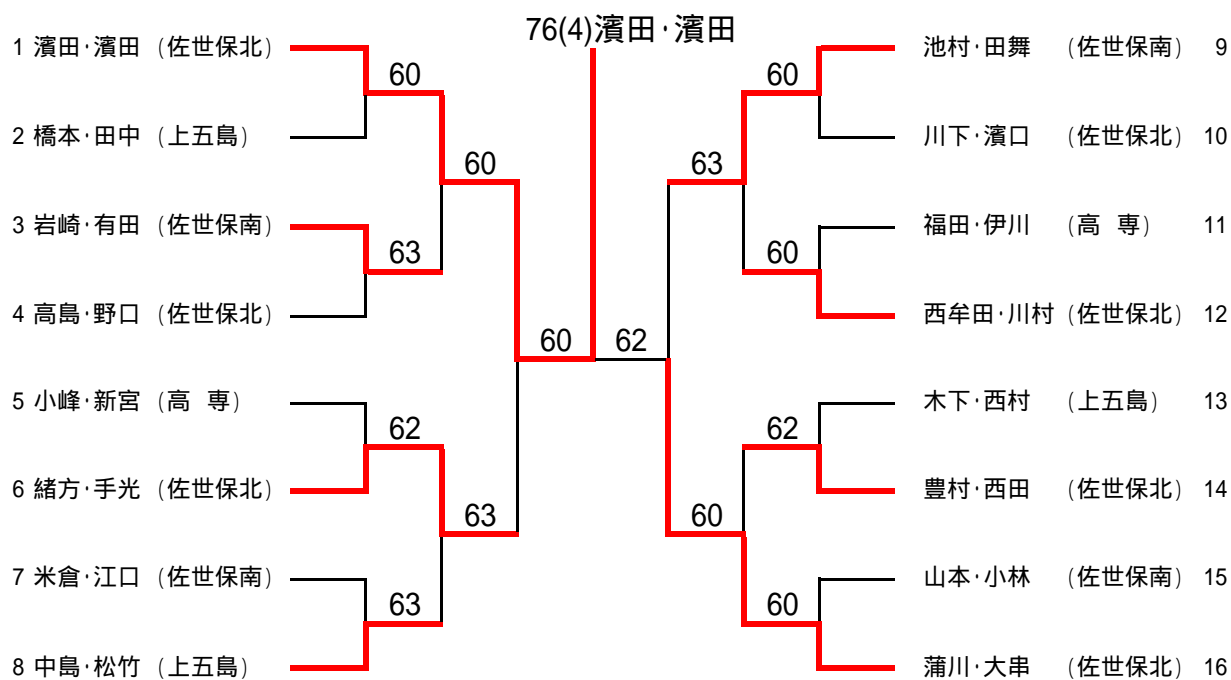 76(4)濱田･濱田
1 濱田･濱田 (佐世保北)
60
2 橋本･田中 (上五島)
60
3 岩崎･有田 (佐世保南)
63
4 高島･野口 (佐世保北)
60
5 小峰･新宮 (高 専)
62
6 緒方･手光 (佐世保北)
63
7 米倉･江口 (佐世保南)
63
8 中島･松竹 (上五島)
池村･田舞 (佐世保南) 9
60
川下･濱口 (佐世保北) 10
63
福田･伊川 (高 専) 11
60
西牟田･川村 (佐世保北) 12
62
木下･西村 (上五島) 13
62
豊村･西田 (佐世保北) 14
60
山本･小林 (佐世保南) 15
60
蒲川･大串 (佐世保北) 16